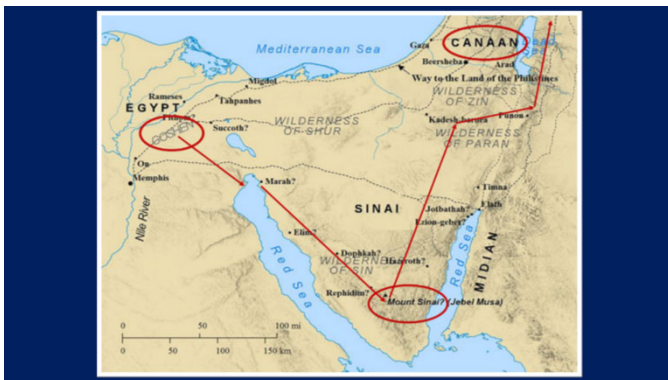 Mediterranean Sea
Gaza
CANAAN
Dead
Sea
Beersheba
Arad
Way to the Land of the Philistines
Migdol
WILDERNESS
OF ZIN
Rameses
Tahpanhes
EGYPT
Pithom?
GOSHEN
Succoth?
WILDERNESS
OF SHUR
Kadesh-barnea
Punon
WILDERNESS
OF PARAN
On
Memphis
Marah?
Timna
Nile River
SINAI
Jotbathah?
Elath
Ezion-geber?
Elim?
Dophkah?
WILDERNESS
OF SIN
Hazeroth?
Red Sea
Red Sea
MIDIAN
Rephidim?
Mount Sinai? (Jebel Musa)
0 50 100 mi
0 50 100 150 km